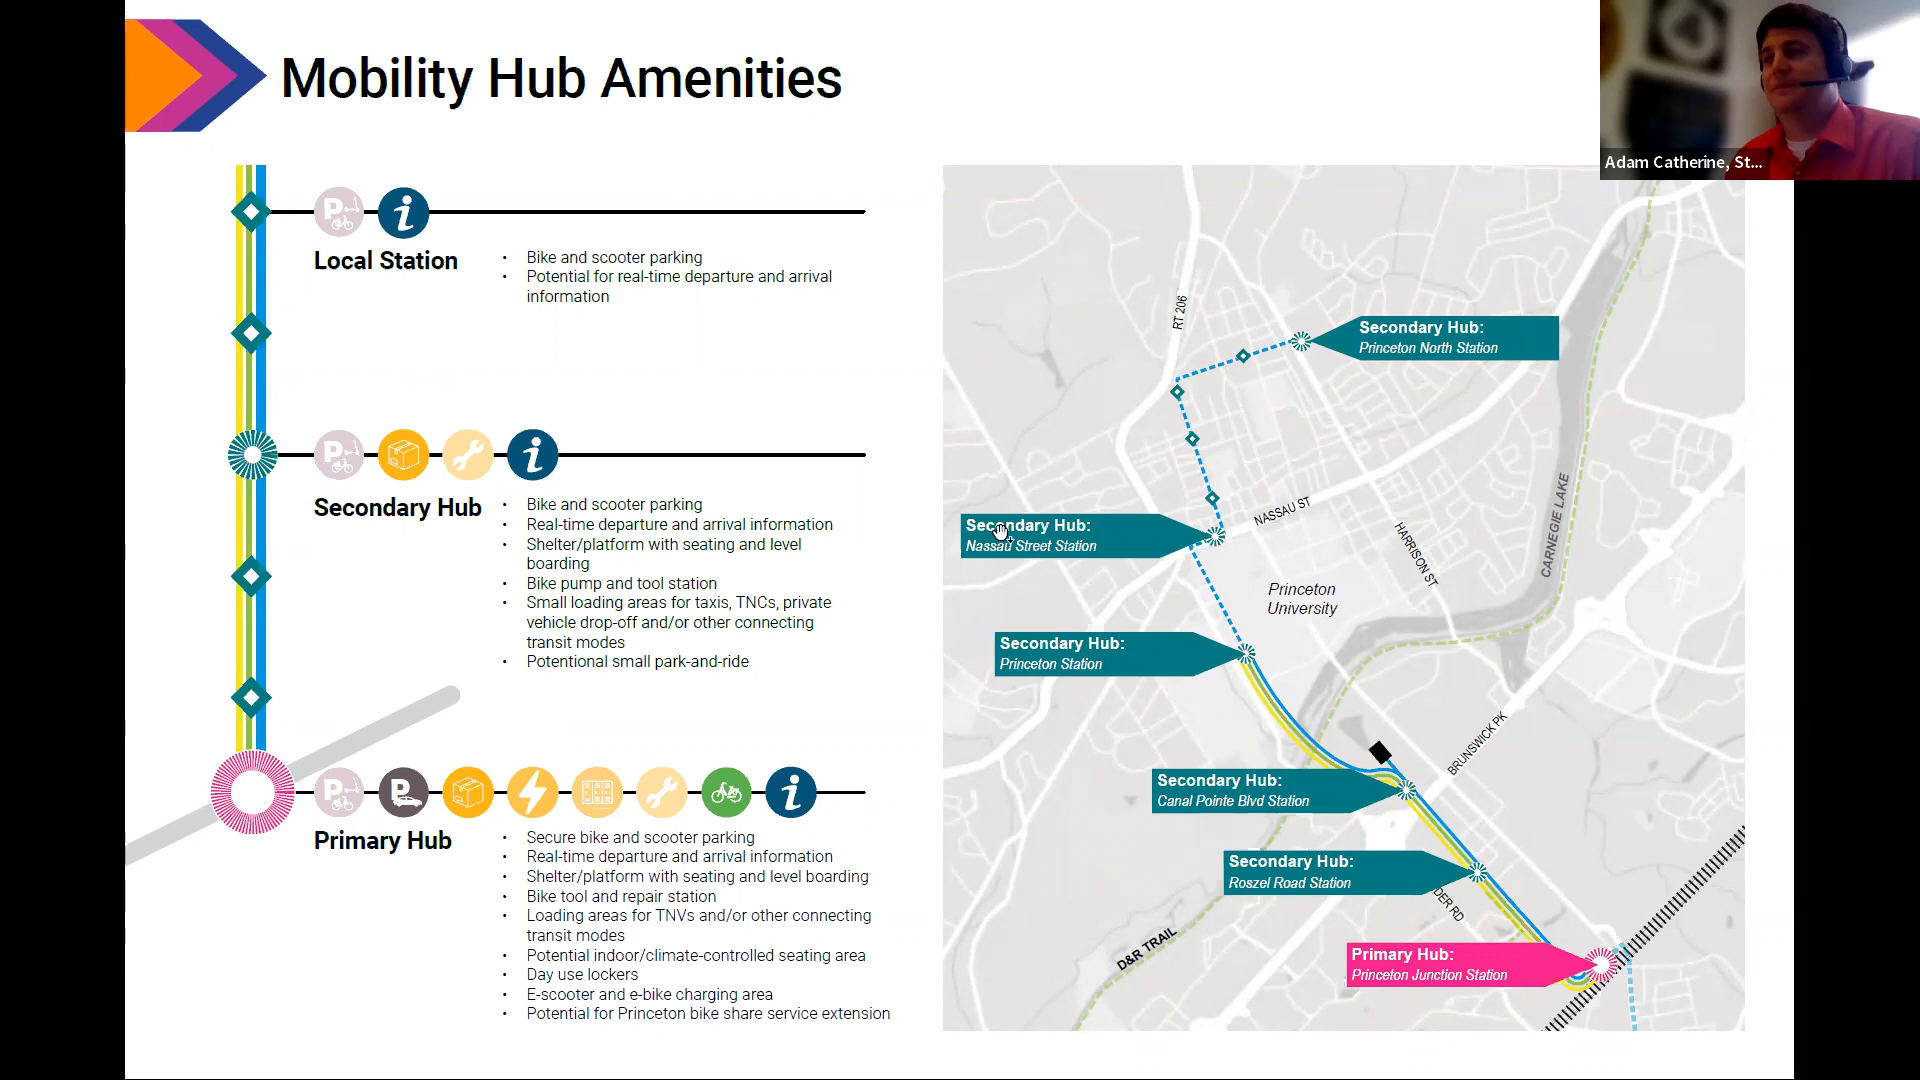 Mobility Hub Amenities
Adam Catherine, St...
P
i
Local Station
• Bike and scooter parking
• Potential for real-time departure and arrival
information
P
i
Secondary Hub
• Bike and scooter parking
• Real-time departure and arrival information
• Shelter/platform with seating and level
boarding
• Bike pump and tool station
• Small loading areas for taxis, TNCs, private
vehicle drop-off and/or other connecting
transit modes
• Potentional small park-and-ride
P
P
i
Primary Hub
• Secure bike and scooter parking
• Real-time departure and arrival information
• Shelter/platform with seating and level boarding
• Bike tool and repair station
• Loading areas for TNVs and/or other connecting
transit modes
• Potential indoor/climate-controlled seating area
• Day use lockers
• E-scooter and e-bike charging area
• Potential for Princeton bike share service extension
RT 206
Secondary Hub:
Princeton North Station
Secondary Hub:
Nassau Street Station
NASSAU ST
HARRISON ST
CARNEGIE LAKE
Princeton
University
Secondary Hub:
Princeton Station
BRUNSWICK PK
Secondary Hub:
Canal Pointe Blvd Station
Secondary Hub:
Roszel Road Station
DER RD
D&R TRAIL
Primary Hub:
Princeton Junction Station